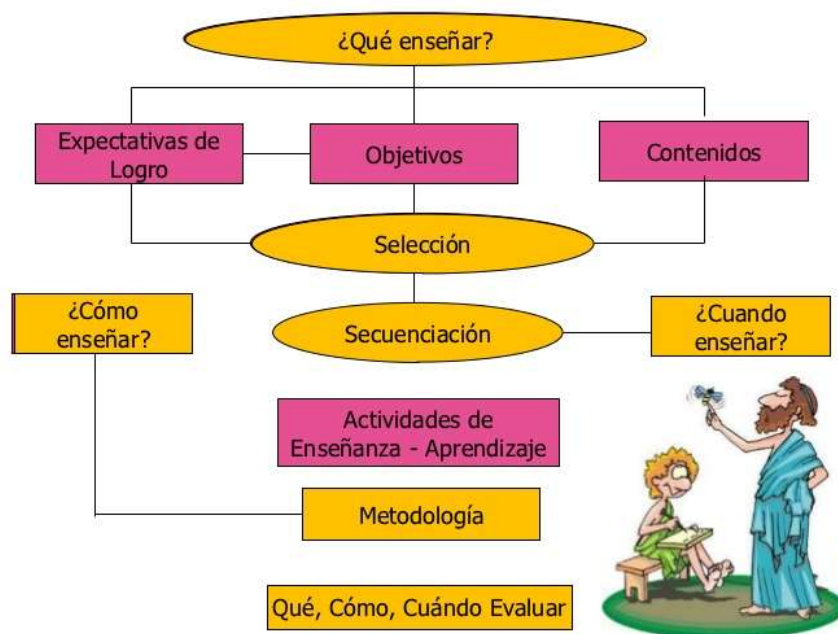 ¿Qué enseñar?
Expectativas de
Logro
Objetivos
Contenidos
Selección
¿Cómo
enseñar?
Secuenciación
¿Cuando
enseñar?
Actividades de
Enseñanza - Aprendizaje
Metodología
Qué, Cómo, Cuándo Evaluar